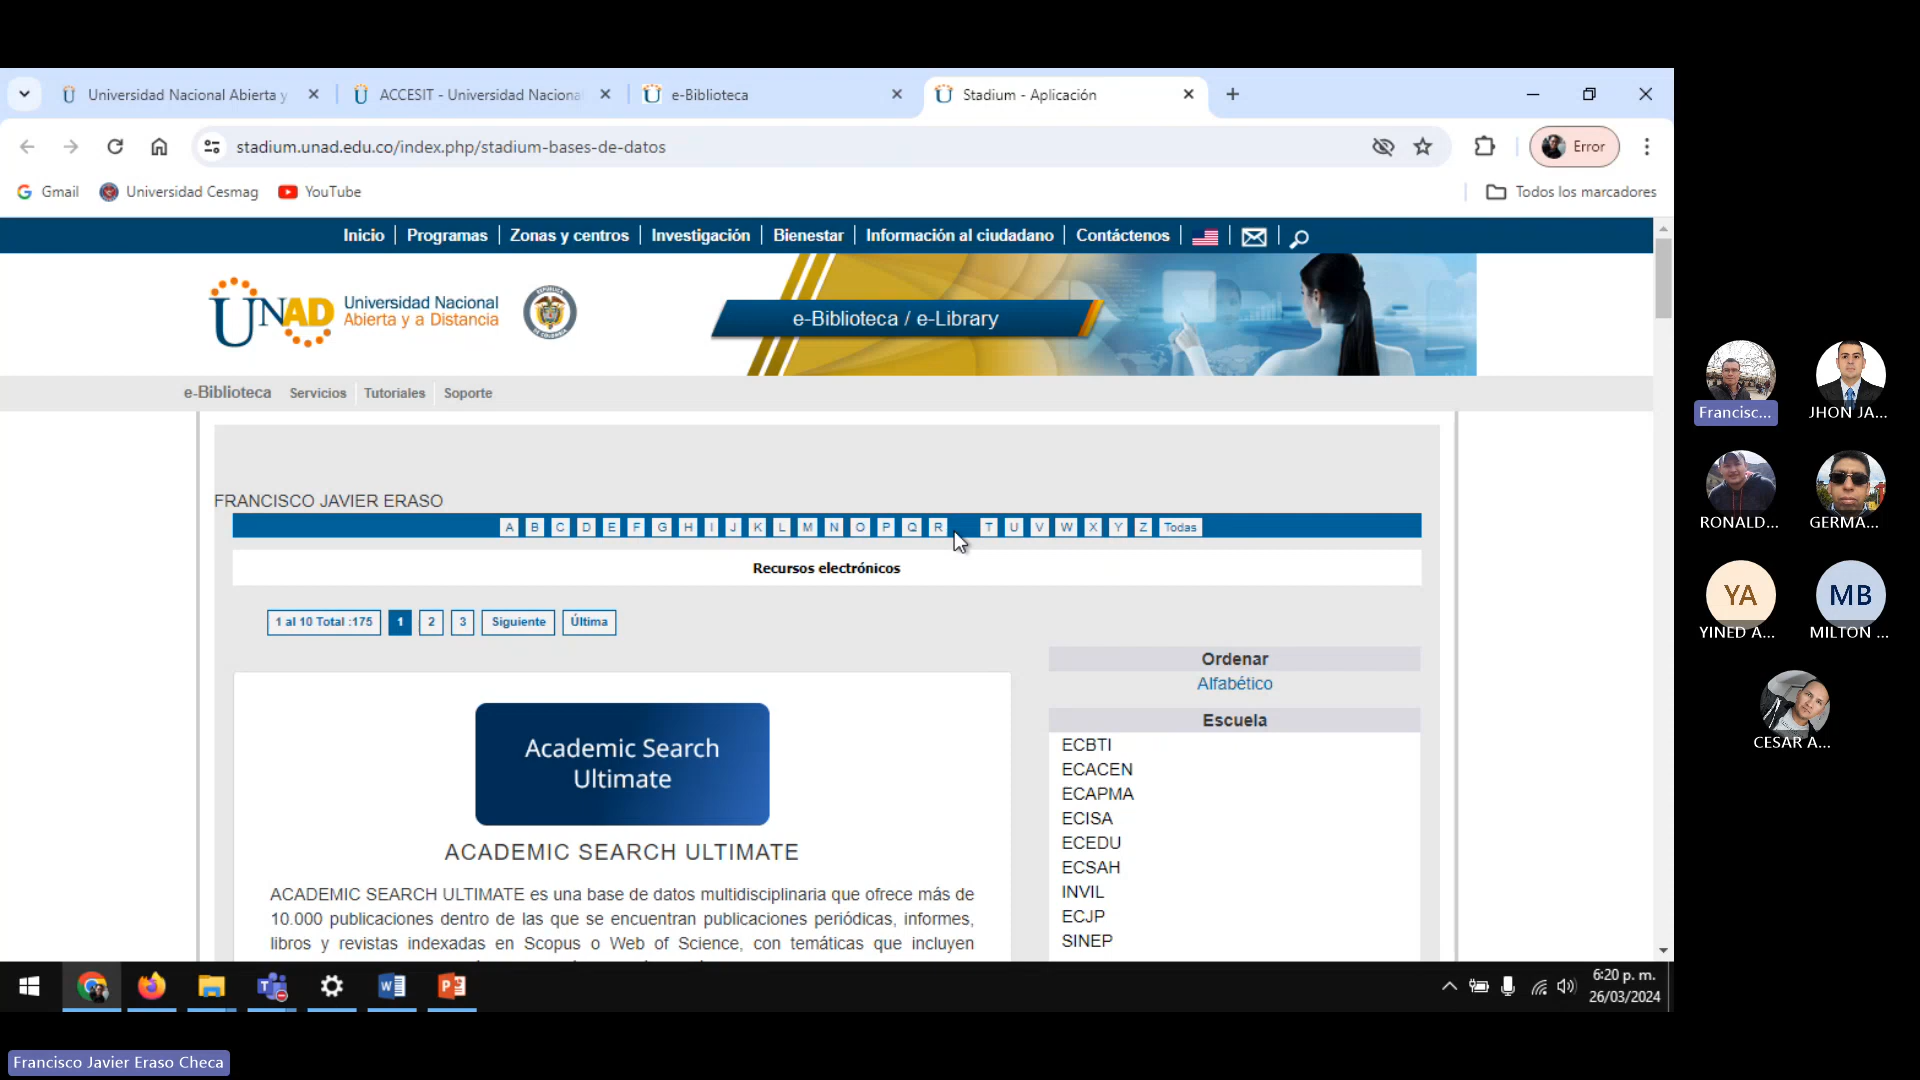 Universidad Nacional Abierta y
ACCESIT - Universidad Naciona
e-Biblioteca
Stadium - Aplicación
stadium.unad.edu.co/index.php/stadium-bases-de-datos
Error
Gmail
Universidad Cesmag
YouTube
Todos los marcadores
Inicio
Programas
Zonas y centros
Investigación
Bienestar
Información al ciudadano
Contáctenos
UNAD
Universidad Nacional
Abierta y a Distancia
e-Biblioteca / e-Library
e-Biblioteca
Servicios
Tutoriales
Soporte
FRANCISCO JAVIER ERASO
A B C D E F G H I J K L M N O P Q R T U V W X Y Z Todas
Recursos electrónicos
1 al 10 Total :175
1
2
3
Siguiente
Última
Academic Search
Ultimate
ACADEMIC SEARCH ULTIMATE
ACADEMIC SEARCH ULTIMATE es una base de datos multidisciplinaria que ofrece más de
10.000 publicaciones dentro de las que se encuentran publicaciones periódicas, informes,
libros y revistas indexadas en Scopus o Web of Science, con temáticas que incluyen
Ordenar
Alfabético
Escuela
ECBTI
ECACEN
ECAPMA
ECISA
ECEDU
ECSAH
INVIL
ECJP
SINEP
Francisc...
JHON JA...
RONALD...
GERMA...
YA
YINED A...
MB
MILTON ...
CESAR A...
6:20 p. m.
26/03/2024
Francisco Javier Eraso Checa